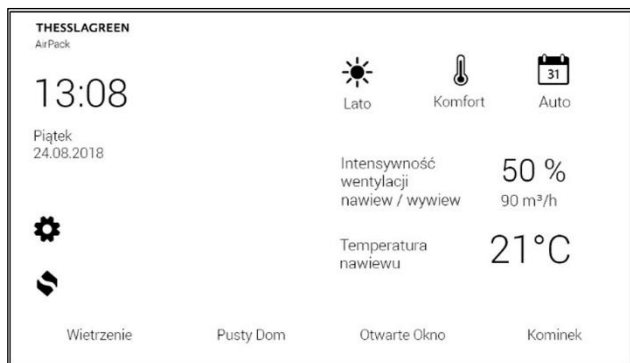 THESSLAGREEN
AirPack
13:08
Piątek
24.08.2018
31
Lato
Komfort
Auto
Intensywność
wentylacji
nawiew / wywiew
50 %
90 m³/h
Temperatura
nawiewu
21°C
Wietrzenie
Pusty Dom
Otwarte Okno
Kominek